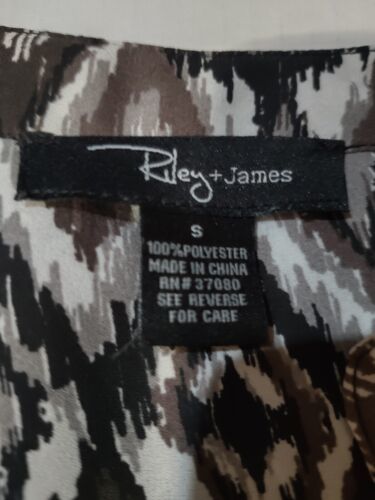 Riley + James
S
100%POLYESTER
MADE IN CHINA
RN# 37080
SEE REVERSE
FOR CARE